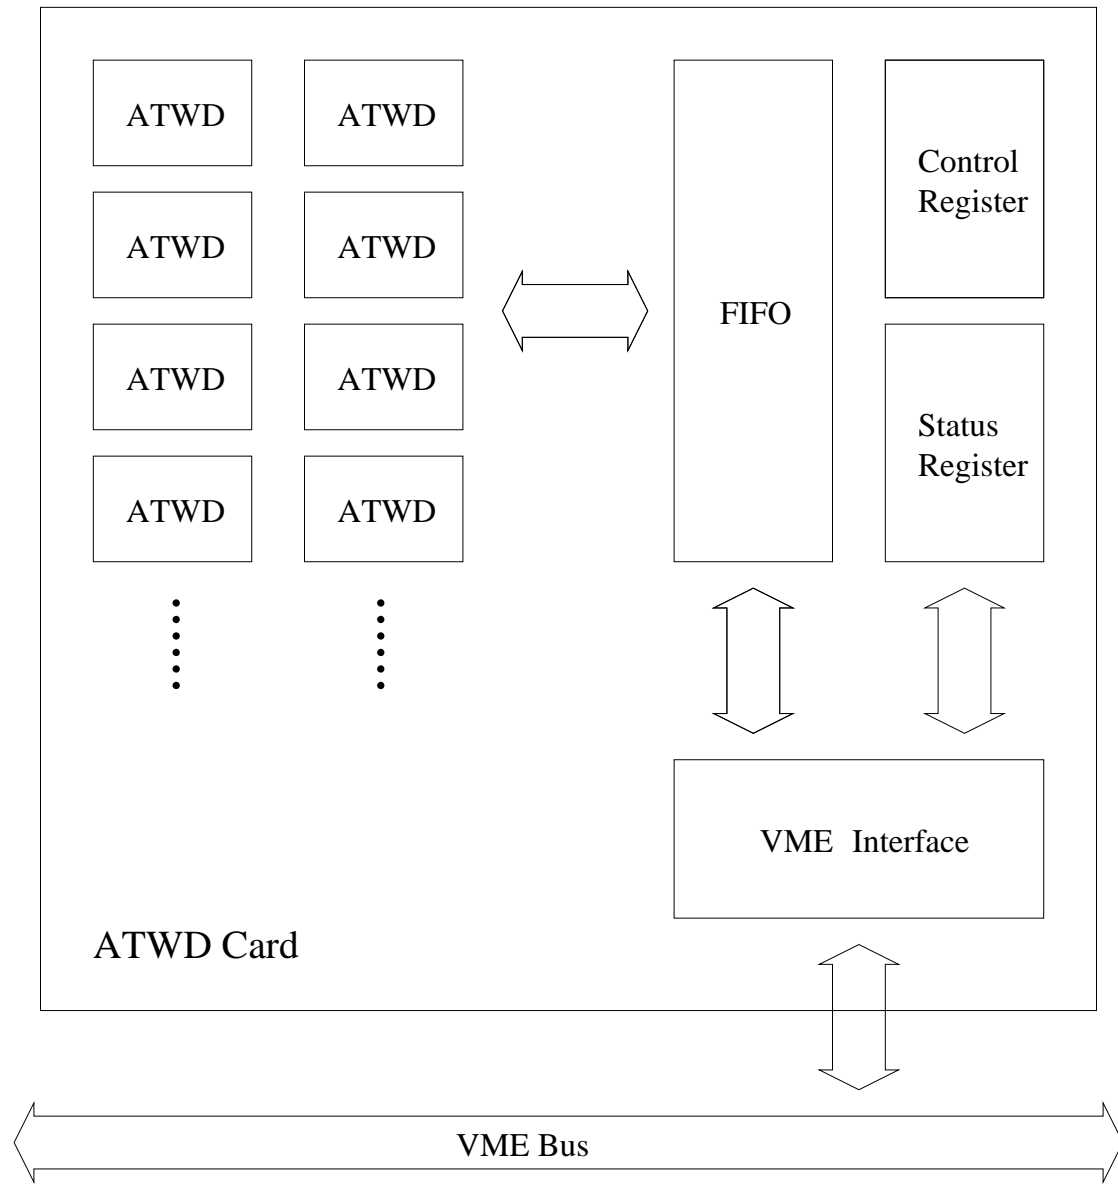 ATWD ATWD
ATWD ATWD
ATWD ATWD
ATWD ATWD
FIFO
Control
Register
Status
Register
VME Interface
ATWD Card
VME Bus